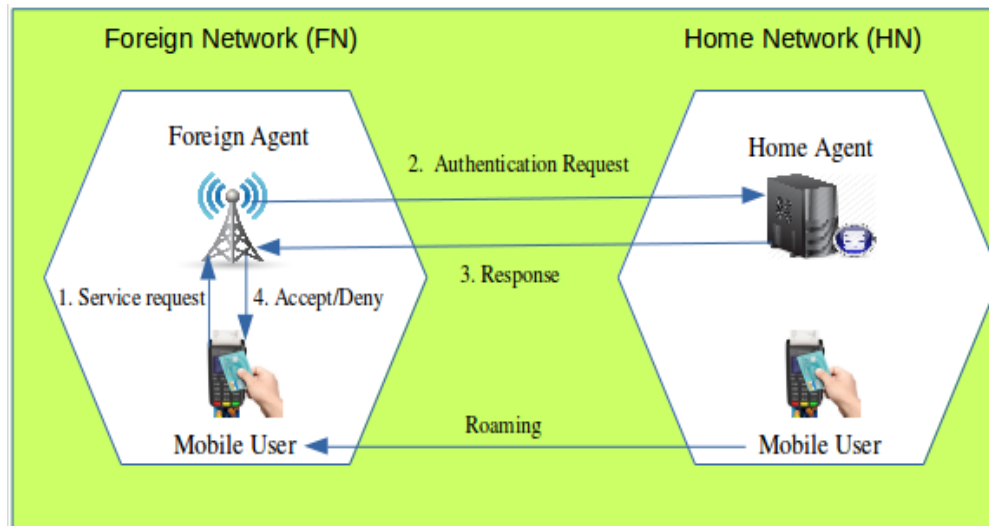 Foreign Network (FN)
Home Network (HN)
Foreign Agent
Home Agent
2. Authentication Request
3. Response
1. Service request
4. Accept/Deny
Roaming
Mobile User
Mobile User